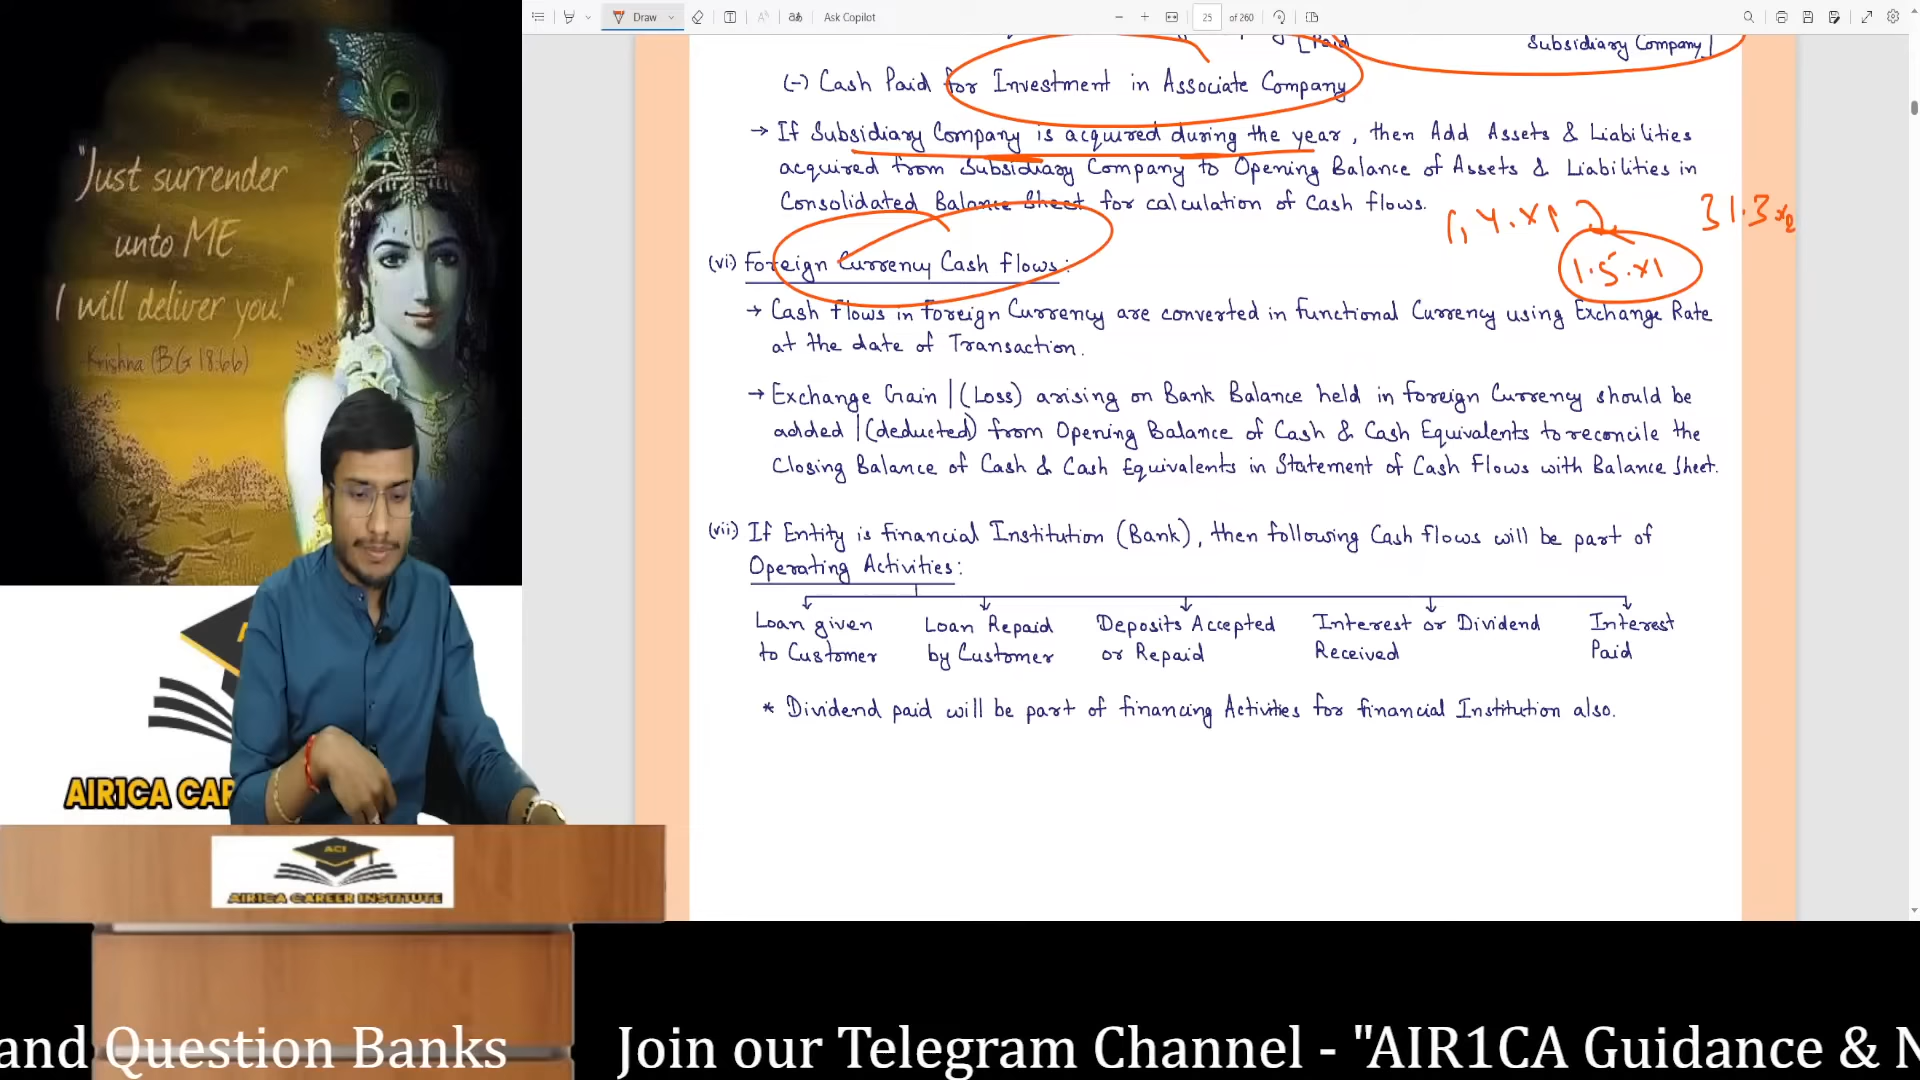 Draw
Ask Copilot
25 of 260
"Just surrender
unto ME
I will deliver you!"
Krishna (B.G 18:66)
[Paid
Subsidiary Company]
(-) Cash Paid for Investment in Associate Company
→ If Subsidiary Company is acquired during the year, then Add Assets & Liabilities
acquired from Subsidiary Company to Opening Balance of Assets & Liabilities in
Consolidated Balance Sheet for calculation of Cash flows.
1.4.x1
31.3.x2
1.5.x1
(vi) Foreign Currency Cash flows:
→ Cash flows in Foreign Currency are converted in functional Currency using Exchange Rate
at the date of Transaction.
→ Exchange Gain|(Loss) arising on Bank Balance held in foreign Currency should be
added|(deducted) from Opening Balance of Cash & Cash Equivalents to reconcile the
Closing Balance of Cash & Cash Equivalents in Statement of Cash Flows with Balance Sheet.
(vii) If Entity is financial Institution (Bank), then following Cash flows will be part of
Operating Activities:
Loan given to Customer
Loan Repaid by Customer
Deposits Accepted or Repaid
Interest or Dividend Received
Interest Paid
* Dividend paid will be part of financing Activities for financial Institution also.
AIR1CA CAR
ACI
AIR1CA CAREER INSTITUTE
and Question Banks
Join our Telegram Channel - "AIR1CA Guidance & N